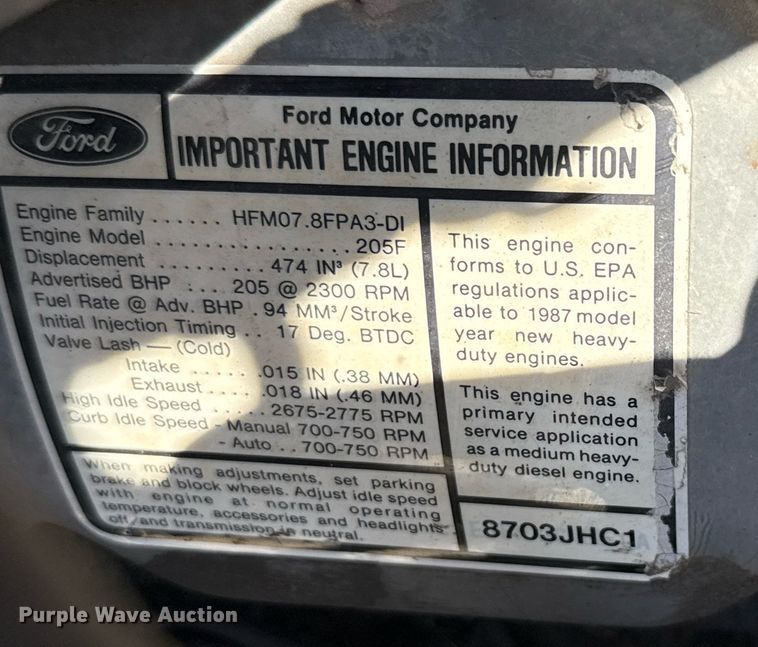 Ford
Ford Motor Company
IMPORTANT ENGINE INFORMATION
Engine Family ...... HFM07.8FPA3-DI
Engine Model .................. 205F
Displacement ......... 474 IN³ (7.8L)
Advertised BHP ... 205 @ 2300 RPM
Fuel Rate @ Adv. BHP . 94 MM³/Stroke
Initial Injection Timing .. 17 Deg. BTDC
Valve Lash — (Cold)
Intake ...... .015 IN (.38 MM)
Exhaust .... .018 IN (.46 MM)
High Idle Speed ..... 2675-2775 RPM
Curb Idle Speed - Manual 700-750 RPM
- Auto .. 700-750 RPM
When making adjustments, set parking
brake and block wheels. Adjust idle speed
with engine at normal operating
temperature, accessories and headlights
off and transmission in neutral.
This engine con-
forms to U.S. EPA
regulations applic-
able to 1987 model
year new heavy-
duty engines.
This engine has a
primary intended
service application
as a medium heavy-
duty diesel engine.
8703JHC1
Purple Wave Auction